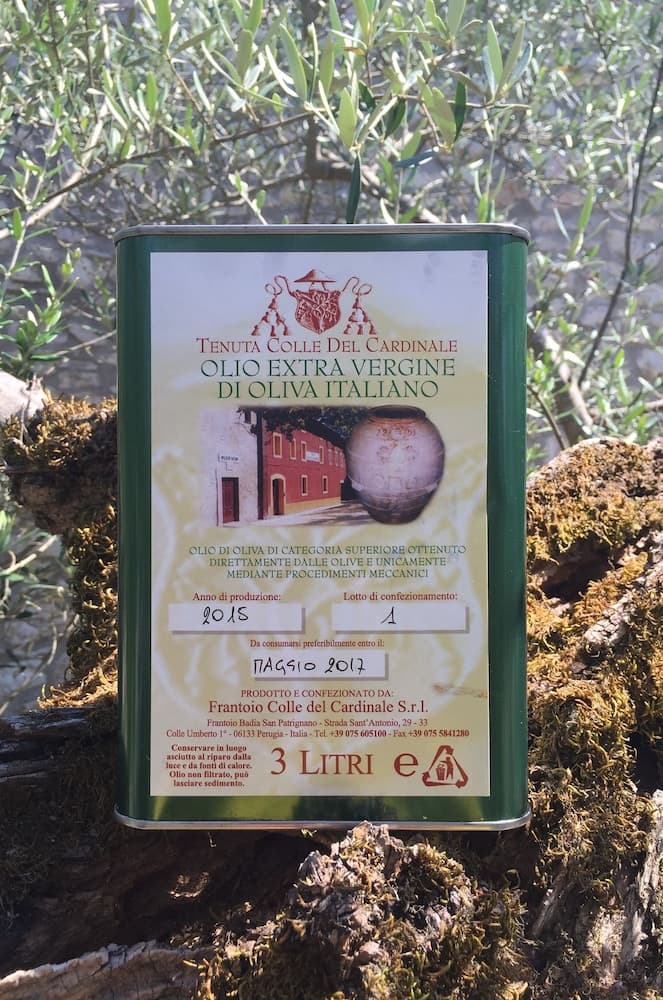 TENUTA COLLE DEL CARDINALE
OLIO EXTRA VERGINE
DI OLIVA ITALIANO
OLIO DI OLIVA DI CATEGORIA SUPERIORE OTTENUTO
DIRETTAMENTE DALLE OLIVE E UNICAMENTE
MEDIANTE PROCEDIMENTI MECCANICI
Anno di produzione: Lotto di confezionamento:
2015 1
Da consumarsi preferibilmente entro il:
MAGGIO 2017
PRODOTTO E CONFEZIONATO DA:
Frantoio Colle del Cardinale S.r.l.
Frantoio Badia San Patrignano - Strada Sant'Antonio, 29 - 33
Colle Umberto 1° - 06133 Perugia - Italia - Tel. +39 075 605100 - Fax +39 075 5841280
Conservare in luogo
asciutto al riparo dalla
luce e da fonti di calore.
Olio non filtrato, può
lasciare sedimento.
3 LITRI e